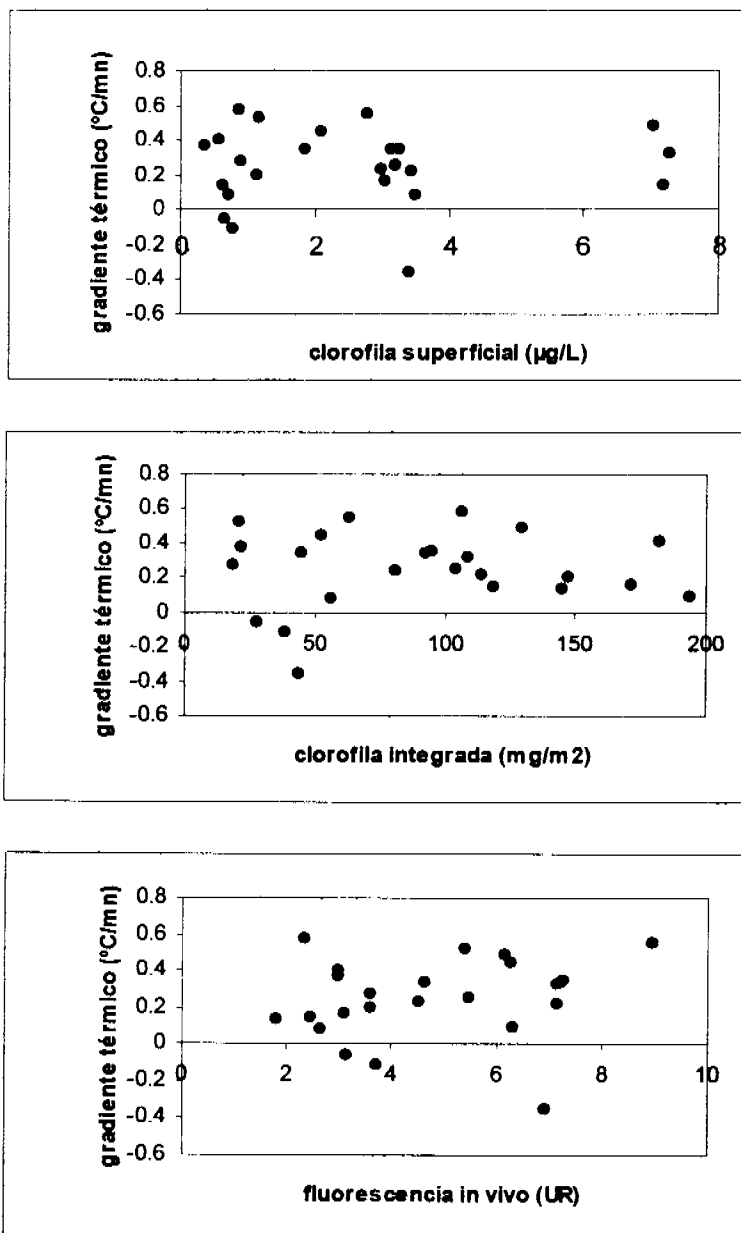 gradiente térmico (°C/mn)
0.8
0.6
0.4
0.2
0
-0.2
-0.4
-0.6
0 2 4 6 8
clorofila superficial (µg/L)
gradiente térmico (°C/mn)
0.8
0.6
0.4
0.2
0
-0.2
-0.4
-0.6
0 50 100 150 200
clorofila integrada (mg/m2)
gradiente térmico (°C/mn)
0.8
0.6
0.4
0.2
0
-0.2
-0.4
-0.6
0 2 4 6 8 10
fluorescencia in vivo (UR)